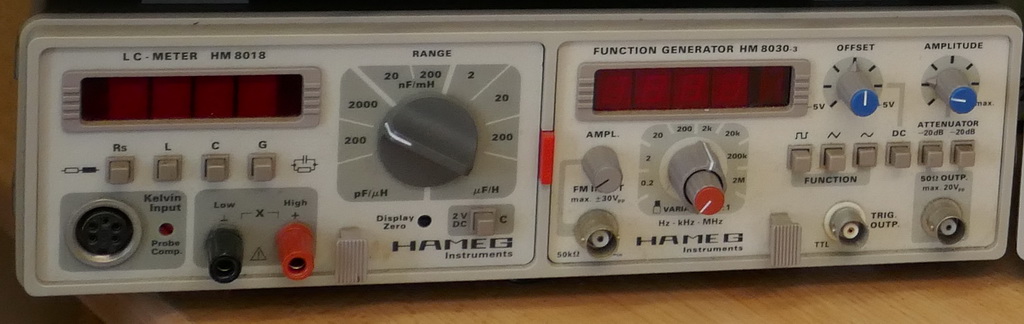 LC-METER HM 8018
RANGE
20 200 2
nF/mH
2000
20
200
200
pF/μH
μF/H
Rs L C G
Kelvin
Input
Probe
Comp.
Low
X
High
+
Display
Zero
2 V
DC
C
HAMEG
Instruments
FUNCTION GENERATOR HM 8030-3
OFFSET
AMPLITUDE
5V
5V
max.
AMPL.
20 200 2k 20k
2
200k
0.2
2M
Hz - kHz - MHz
max. ±30Vp
50kΩ
HAMEG
Instruments
DC
ATTENUATOR
-20dB -20dB
FUNCTION
50Ω OUTP.
max. 20Vpp
TRIG.
OUTP.
TTL